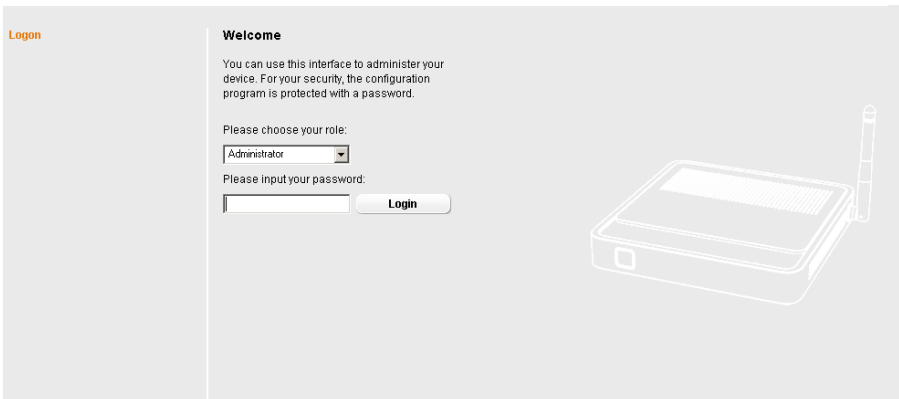 Logon
Welcome
You can use this interface to administer your
device. For your security, the configuration
program is protected with a password.
Please choose your role:
Administrator
Please input your password:
Login